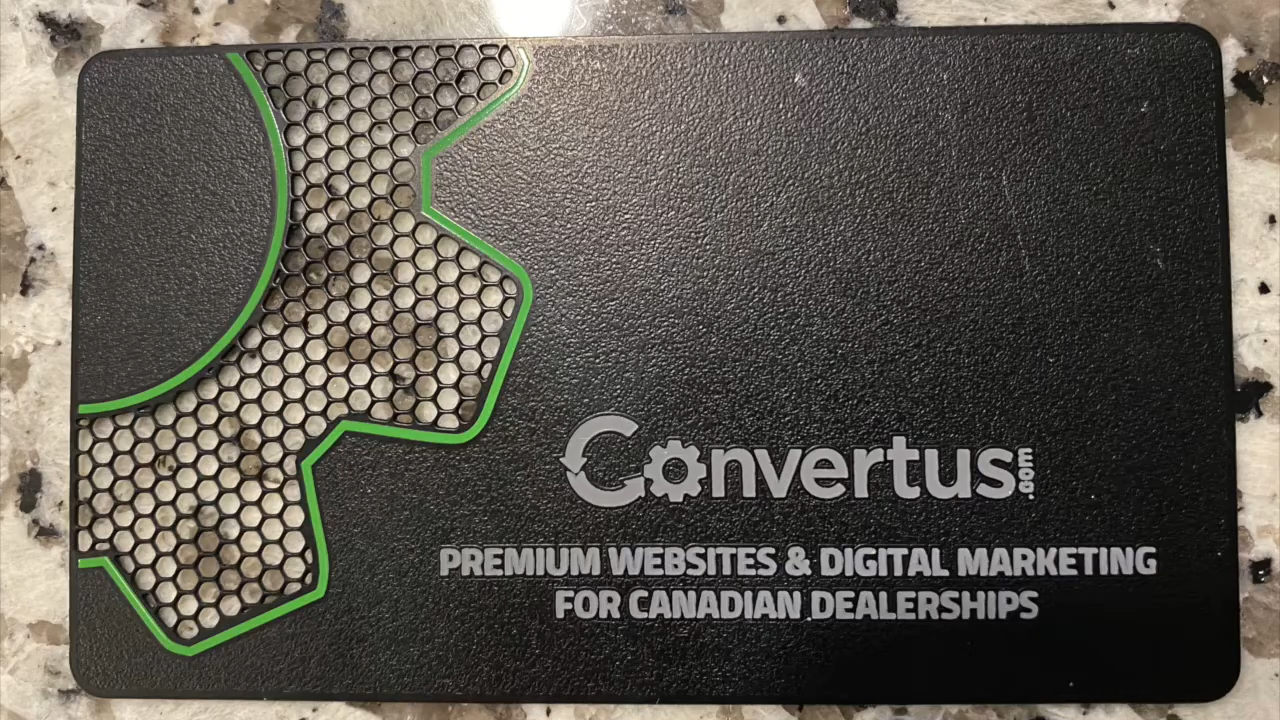 Convertus.com
PREMIUM WEBSITES & DIGITAL MARKETING
FOR CANADIAN DEALERSHIPS